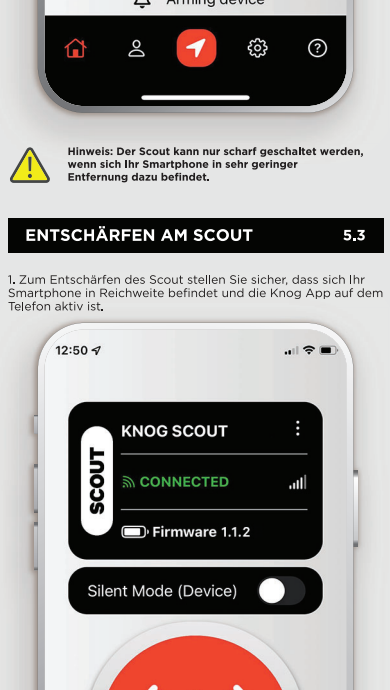 Arming device
Hinweis: Der Scout kann nur scharf geschaltet werden,
wenn sich Ihr Smartphone in sehr geringer
Entfernung dazu befindet.
ENTSCHÄRFEN AM SCOUT 5.3
1. Zum Entschärfen des Scout stellen Sie sicher, dass sich Ihr
Smartphone in Reichweite befindet und die Knog App auf dem
Telefon aktiv ist.
12:50
SCOUT
KNOG SCOUT
CONNECTED
Firmware 1.1.2
Silent Mode (Device)